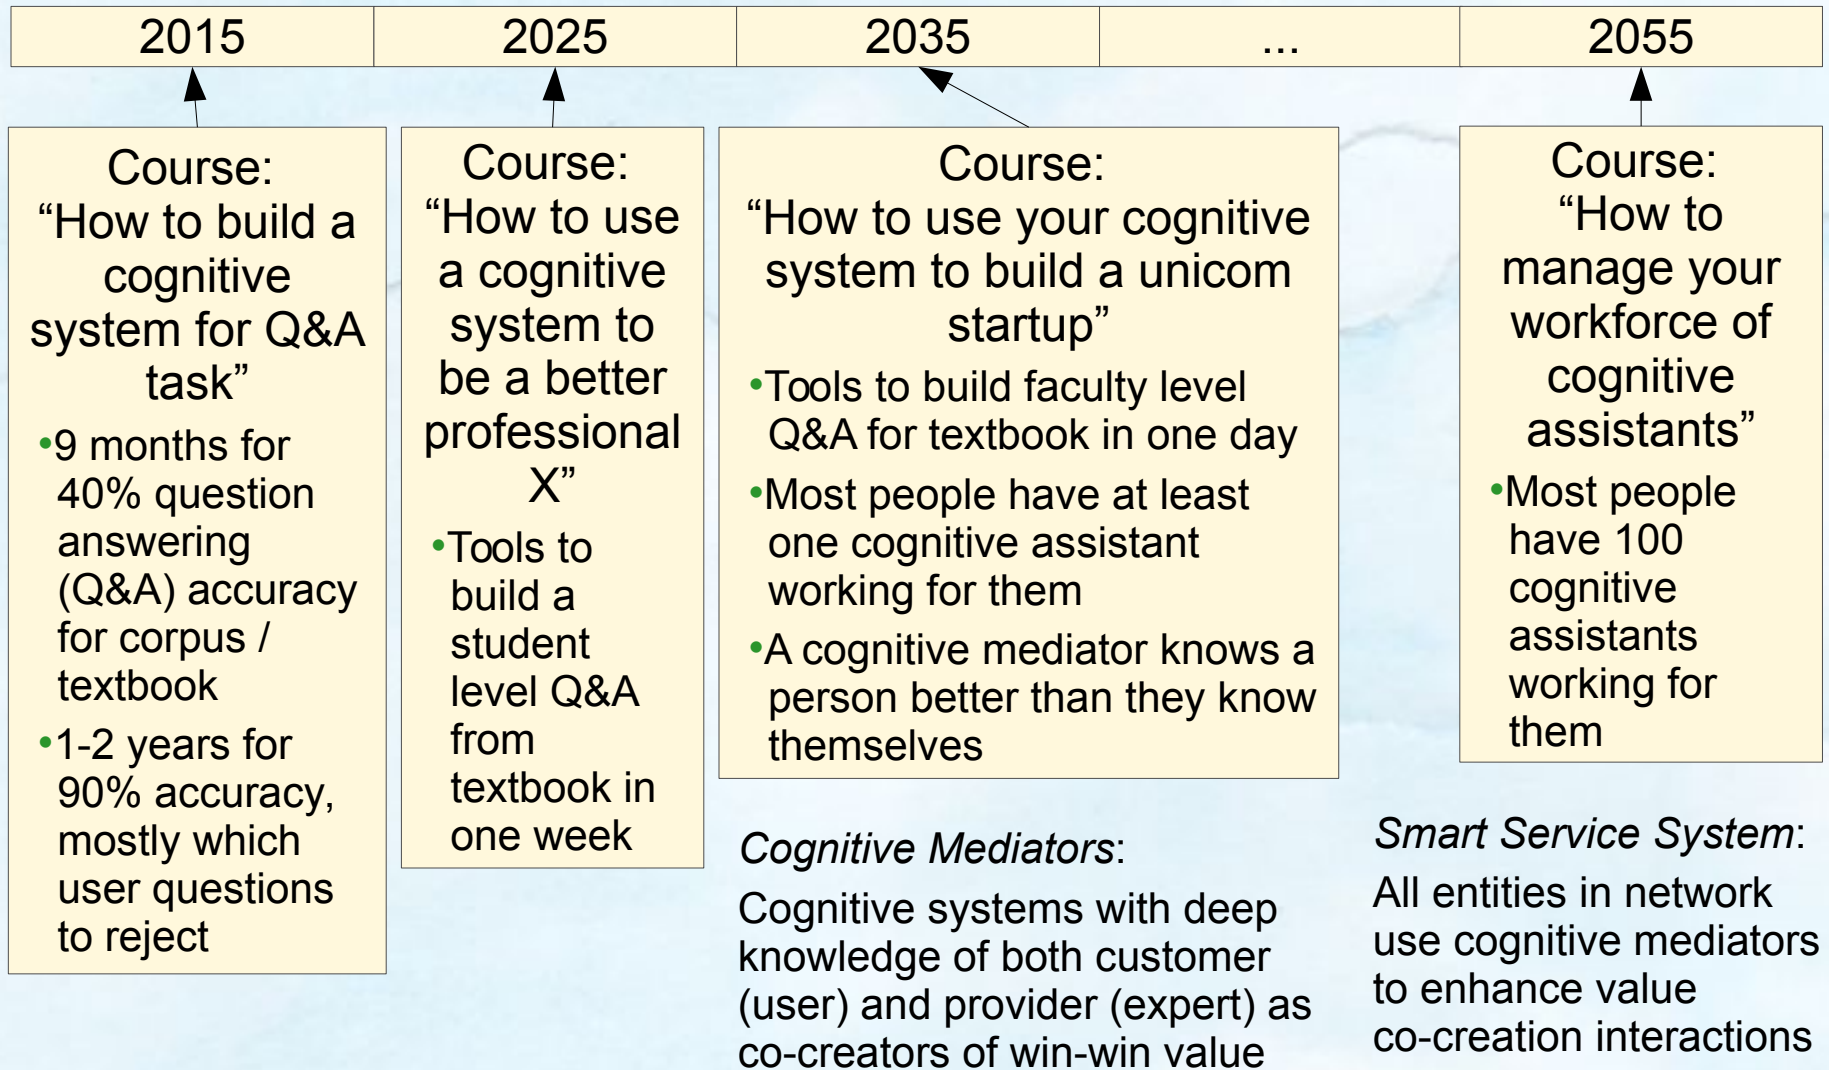 2015
2025
2035
...
2055
Course:
“How to build a
cognitive
system for Q&A
task”
•9 months for
40% question
answering
(Q&A) accuracy
for corpus /
textbook
•1-2 years for
90% accuracy,
mostly which
user questions
to reject
Course:
“How to use
a cognitive
system to
be a better
professional
X”
•Tools to
build a
student
level Q&A
from
textbook in
one week
Course:
“How to use your cognitive
system to build a unicom
startup”
•Tools to build faculty level
Q&A for textbook in one day
•Most people have at least
one cognitive assistant
working for them
•A cognitive mediator knows a
person better than they know
themselves
Course:
“How to
manage your
workforce of
cognitive
assistants”
•Most people
have 100
cognitive
assistants
working for
them
Cognitive Mediators:
Cognitive systems with deep
knowledge of both customer
(user) and provider (expert) as
co-creators of win-win value
Smart Service System:
All entities in network
use cognitive mediators
to enhance value
co-creation interactions